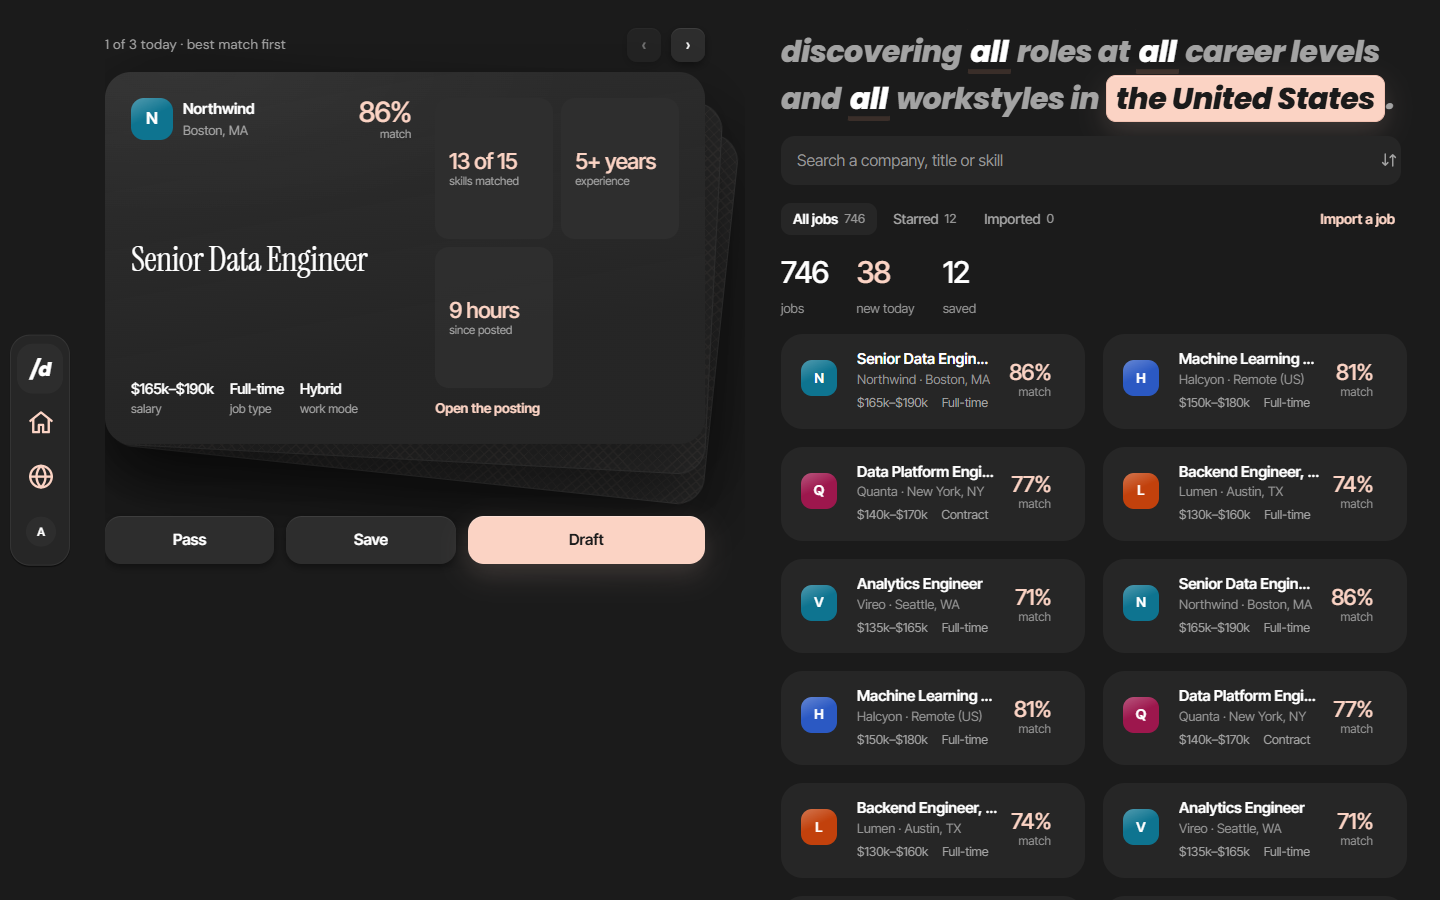 1 of 3 today · best match first
‹ ›
N
Northwind
Boston, MA
86%
match
13 of 15
skills matched
5+ years
experience
Senior Data Engineer
9 hours
since posted
$165k–$190k Full-time Hybrid
salary job type work mode
Open the posting
Pass Save Draft
/d
A
discovering all roles at all career levels
and all workstyles in the United States .
Search a company, title or skill
All jobs 746 Starred 12 Imported 0 Import a job
746 38 12
jobs new today saved
N
Senior Data Engin...
Northwind · Boston, MA
$165k–$190k Full-time
86%
match
H
Machine Learning ...
Halcyon · Remote (US)
$150k–$180k Full-time
81%
match
Q
Data Platform Engi...
Quanta · New York, NY
$140k–$170k Contract
77%
match
L
Backend Engineer, ...
Lumen · Austin, TX
$130k–$160k Full-time
74%
match
V
Analytics Engineer
Vireo · Seattle, WA
$135k–$165k Full-time
71%
match
N
Senior Data Engin...
Northwind · Boston, MA
$165k–$190k Full-time
86%
match
H
Machine Learning ...
Halcyon · Remote (US)
$150k–$180k Full-time
81%
match
Q
Data Platform Engi...
Quanta · New York, NY
$140k–$170k Contract
77%
match
L
Backend Engineer, ...
Lumen · Austin, TX
$130k–$160k Full-time
74%
match
V
Analytics Engineer
Vireo · Seattle, WA
$135k–$165k Full-time
71%
match